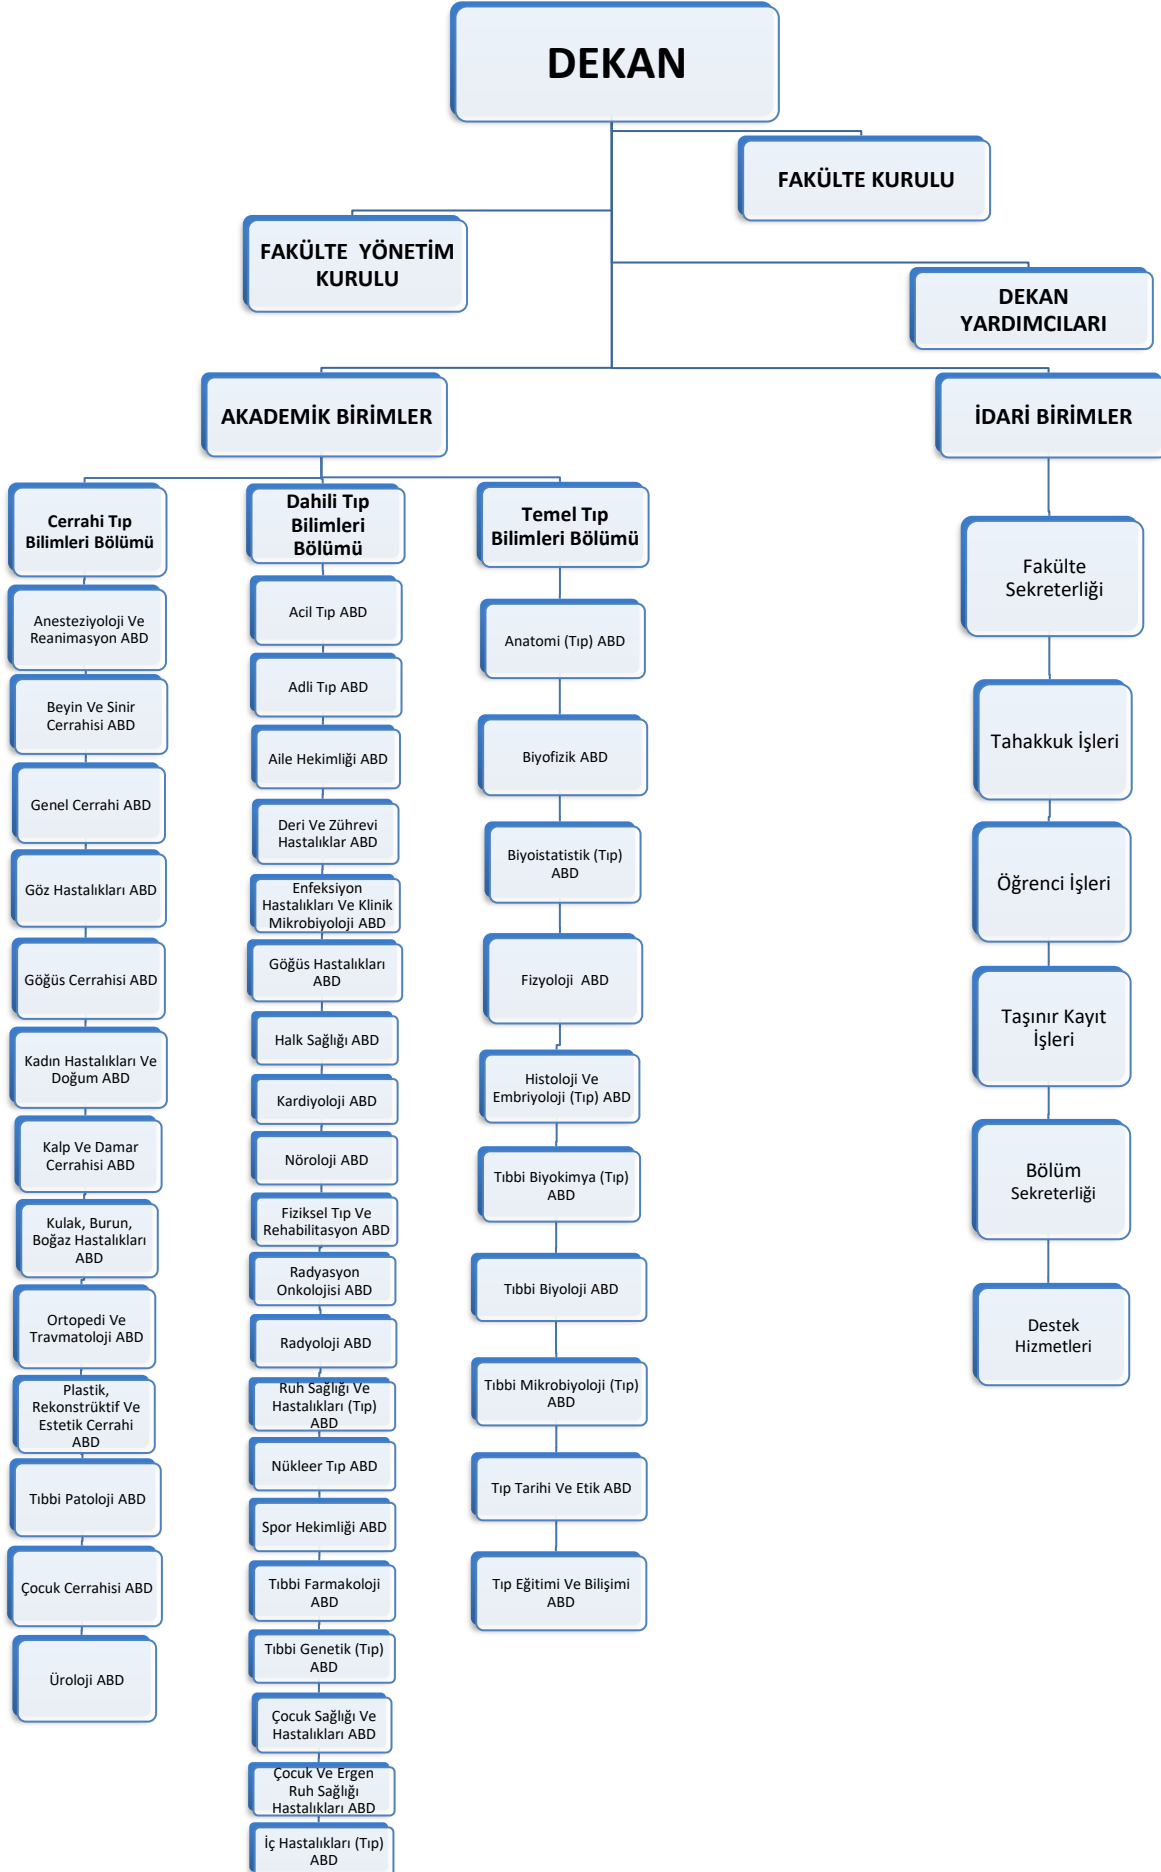 DEKAN
FAKÜLTE KURULU
FAKÜLTE  YÖNETİM
KURULU
DEKAN
YARDIMCILARI
AKADEMİK BİRİMLER
İDARİ BİRİMLER
Cerrahi Tıp
Bilimleri Bölümü
Anesteziyoloji Ve
Reanimasyon ABD
Beyin Ve Sinir
Cerrahisi ABD
Genel Cerrahi ABD
Göz Hastalıkları ABD
Göğüs Cerrahisi ABD
Kadın Hastalıkları Ve
Doğum ABD
Kalp Ve Damar
Cerrahisi ABD
Kulak, Burun,
Boğaz Hastalıkları
ABD
Ortopedi Ve
Travmatoloji ABD
Plastik,
Rekonstrüktif Ve
Estetik Cerrahi
ABD
Tıbbi Patoloji ABD
Çocuk Cerrahisi ABD
Üroloji ABD
Dahili Tıp
Bilimleri
Bölümü
Acil Tıp ABD
Adli Tıp ABD
Aile Hekimliği ABD
Deri Ve Zührevi
Hastalıklar ABD
Enfeksiyon
Hastalıkları Ve Klinik
Mikrobiyoloji ABD
Göğüs Hastalıkları
ABD
Halk Sağlığı ABD
Kardiyoloji ABD
Nöroloji ABD
Fiziksel Tıp Ve
Rehabilitasyon ABD
Radyasyon
Onkolojisi ABD
Radyoloji ABD
Ruh Sağlığı Ve
Hastalıkları (Tıp)
ABD
Nükleer Tıp ABD
Spor Hekimliği ABD
Tıbbi Farmakoloji
ABD
Tıbbi Genetik (Tıp)
ABD
Çocuk Sağlığı Ve
Hastalıkları ABD
Çocuk Ve Ergen
Ruh Sağlığı
Hastalıkları ABD
İç Hastalıkları (Tıp)
ABD
Temel Tıp
Bilimleri Bölümü
Anatomi (Tıp) ABD
Biyofizik ABD
Biyoistatistik (Tıp)
ABD
Fizyoloji  ABD
Histoloji Ve
Embriyoloji (Tıp) ABD
Tıbbi Biyokimya (Tıp)
ABD
Tıbbi Biyoloji ABD
Tıbbi Mikrobiyoloji (Tıp)
ABD
Tıp Tarihi Ve Etik ABD
Tıp Eğitimi Ve Bilişimi
ABD
Fakülte
Sekreterliği
Tahakkuk İşleri
Öğrenci İşleri
Taşınır Kayıt
İşleri
Bölüm
Sekreterliği
Destek
Hizmetleri